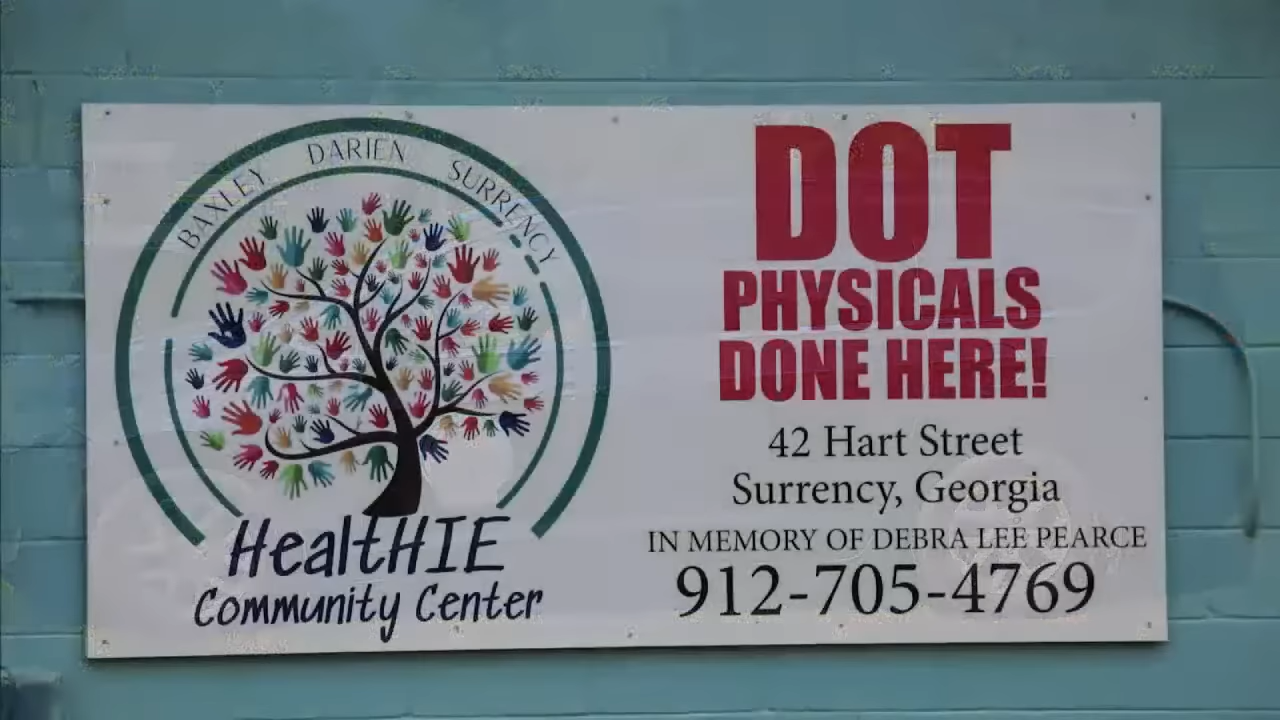 BAXLEY DARIEN SURRENCY
HealtHIE
Community Center
DOT
PHYSICALS
DONE HERE!
42 Hart Street
Surrency, Georgia
IN MEMORY OF DEBRA LEE PEARCE
912-705-4769